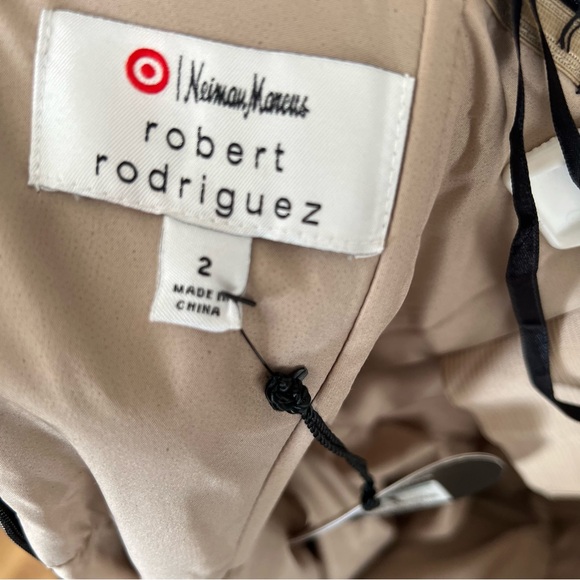 Neiman Marcus
robert
rodriguez
2
MADE IN
CHINA